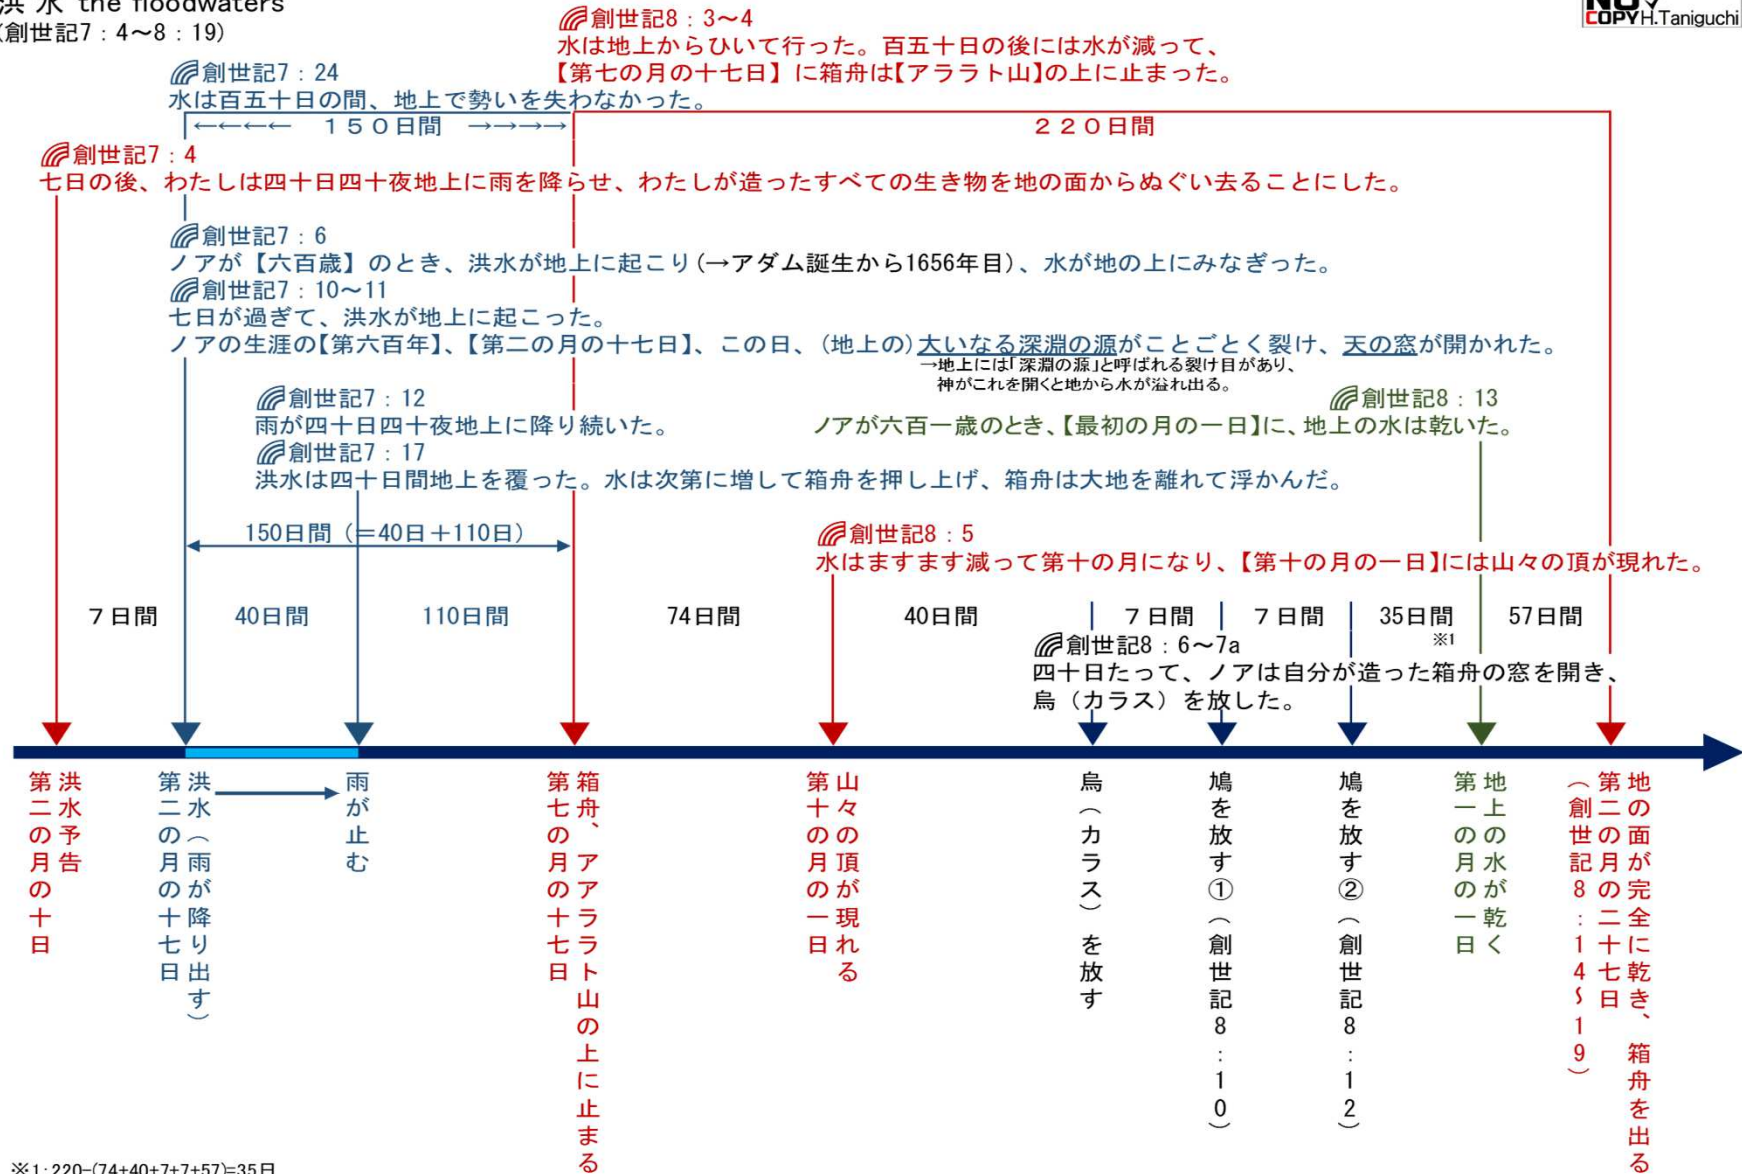 洪 水 the floodwaters
(創世記7：4～8：19)
NO
COPY H.Taniguchi
創世記8：3～4
水は地上からひいて行った。百五十日の後には水が減って、
【第七の月の十七日】に箱舟は【アララト山】の上に止まった。
創世記7：24
水は百五十日の間、地上で勢いを失わなかった。
←←←← １５０日間 →→→→
２２０日間
創世記7：4
七日の後、わたしは四十日四十夜地上に雨を降らせ、わたしが造ったすべての生き物を地の面からぬぐい去ることにした。
創世記7：6
ノアが【六百歳】のとき、洪水が地上に起こり(→アダム誕生から1656年目)、水が地の上にみなぎった。
創世記7：10～11
七日が過ぎて、洪水が地上に起こった。
ノアの生涯の【第六百年】、【第二の月の十七日】、この日、(地上の)大いなる深淵の源がことごとく裂け、天の窓が開かれた。
→地上には「深淵の源」と呼ばれる裂け目があり、
神がこれを開くと地から水が溢れ出る。
創世記7：12
雨が四十日四十夜地上に降り続いた。
創世記8：13
ノアが六百一歳のとき、【最初の月の一日】に、地上の水は乾いた。
創世記7：17
洪水は四十日間地上を覆った。水は次第に増して箱舟を押し上げ、箱舟は大地を離れて浮かんだ。
150日間（＝40日＋110日）
創世記8：5
水はますます減って第十の月になり、【第十の月の一日】には山々の頂が現れた。
７日間
40日間
110日間
74日間
40日間
７日間
７日間
35日間
※1
57日間
創世記8：6～7a
四十日たって、ノアは自分が造った箱舟の窓を開き、
烏（カラス）を放した。
洪水予告
第二の月の十日
洪水（雨が降り出す）
第二の月の十七日
雨が止む
箱舟、アアララト山の上に止まる
第七の月の十七日
山々の頂が現れる
第十の月の一日
烏（カラス）を放す
鳩を放す①（創世記8：10）
鳩を放す②（創世記8：12）
地上の水が乾く
第一の月の一日
地の面が完全に乾き、箱舟を出る
第二の月の二十七日
（創世記8：14～19）
※1:220-(74+40+7+7+57)=35日